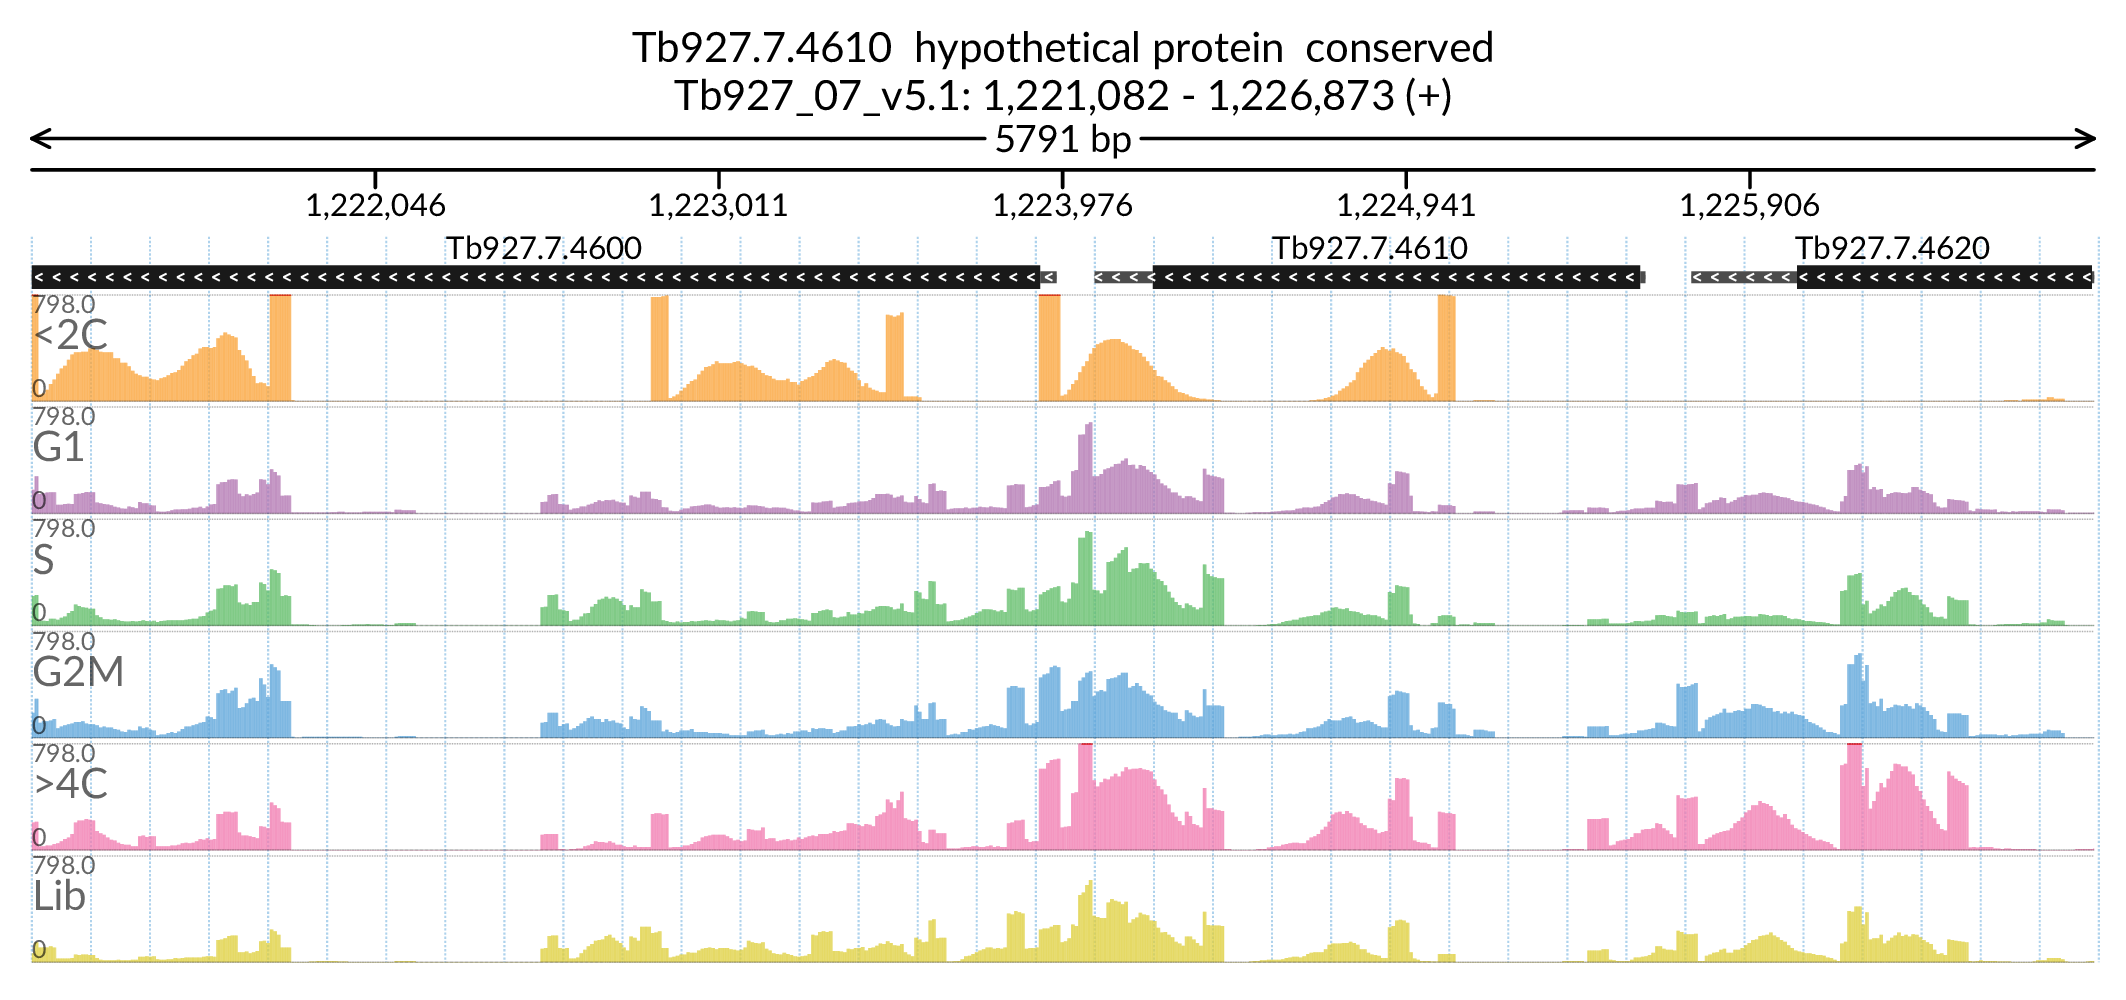 Tb927.7.4610 hypothetical protein conserved
Tb927_07_v5.1: 1,221,082 - 1,226,873 (+)
5791 bp
1,222,046 1,223,011 1,223,976 1,224,941 1,225,906
Tb927.7.4600 Tb927.7.4610 Tb927.7.4620
798.0
<2C
0
798.0
G1
0
798.0
S
0
798.0
G2M
0
798.0
>4C
0
798.0
Lib
0